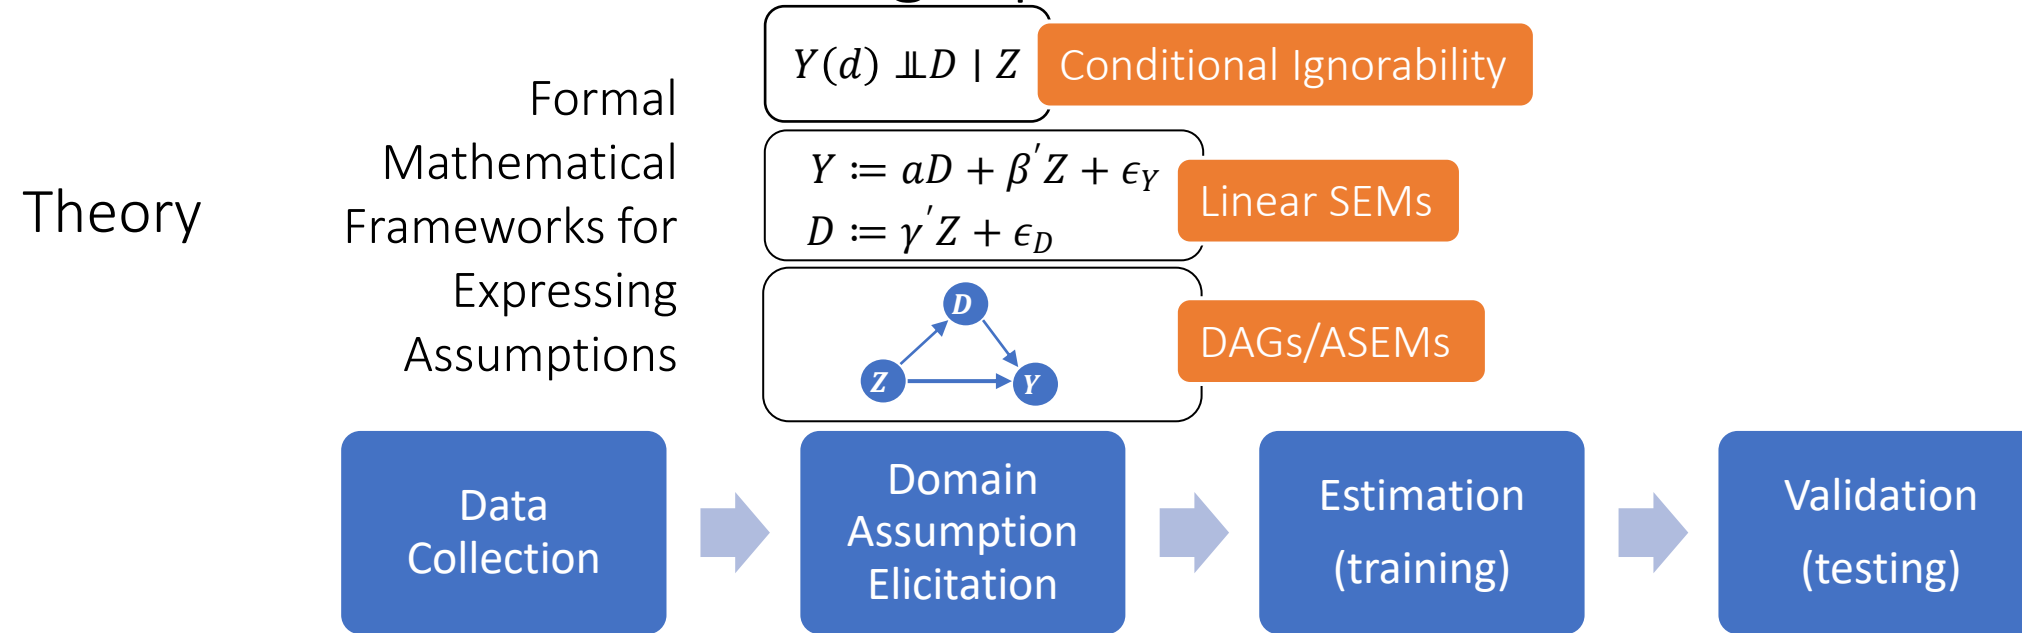 Theory
Formal
Mathematical
Frameworks for
Expressing
Assumptions
Y(d) ⫫D | Z
Conditional Ignorability
Y ≔ aD + β′Z + ϵ_Y
D ≔ γ′Z + ϵ_D
Linear SEMs
D
Z
Y
DAGs/ASEMs
Data
Collection
Domain
Assumption
Elicitation
Estimation
(training)
Validation
(testing)